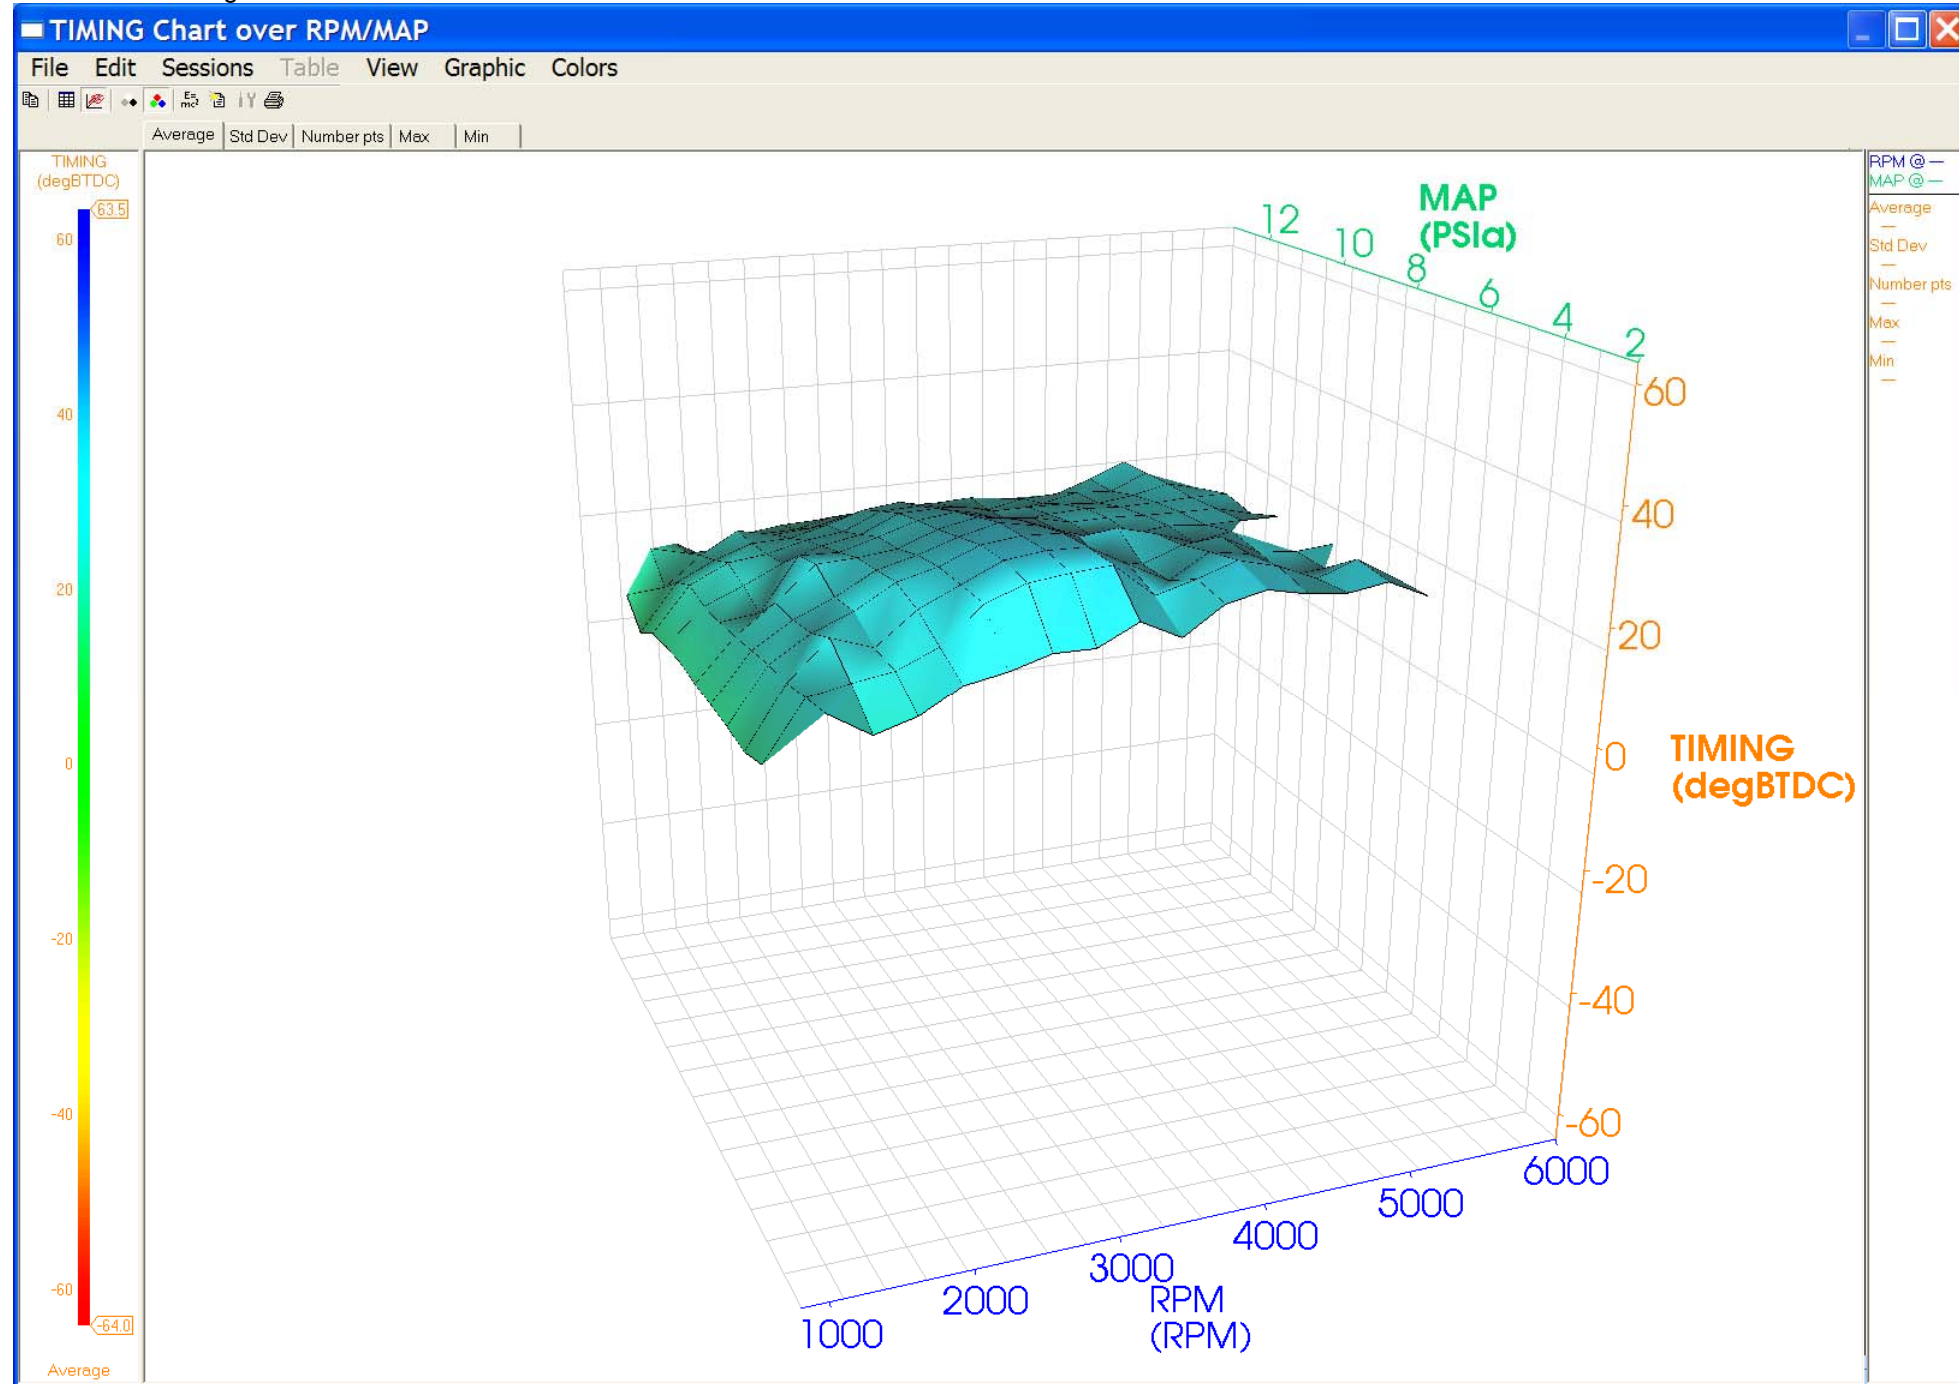 TIMING Chart over RPM/MAP
File Edit Sessions Table View Graphic Colors
E=
mc²
Average Std Dev Number pts Max Min
TIMING
(degBTDC)
63.5
60
40
20
0
-20
-40
-60
-64.0
Average
MAP
(PSIa)
12
10
8
6
4
2
60
40
20
0
-20
-40
-60
TIMING
(degBTDC)
1000
2000
3000
4000
5000
6000
RPM
(RPM)
RPM @ —
MAP @ —
Average
—
Std Dev
—
Number pts
—
Max
—
Min
—